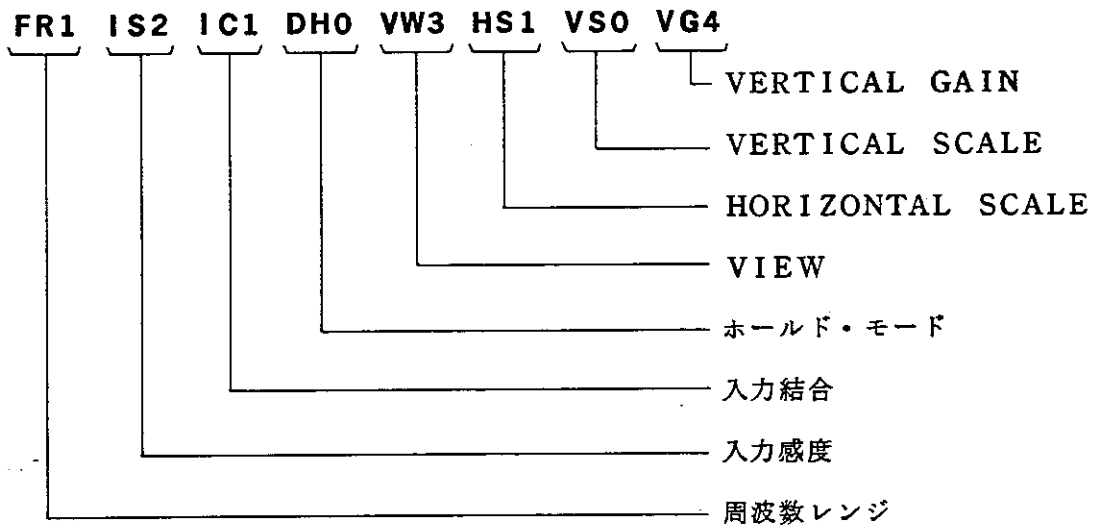 FR1 IS2 IC1 DH0 VW3 HS1 VS0 VG4
VERTICAL GAIN
VERTICAL SCALE
HORIZONTAL SCALE
VIEW
ホールド・モード
入力結合
入力感度
周波数レンジ